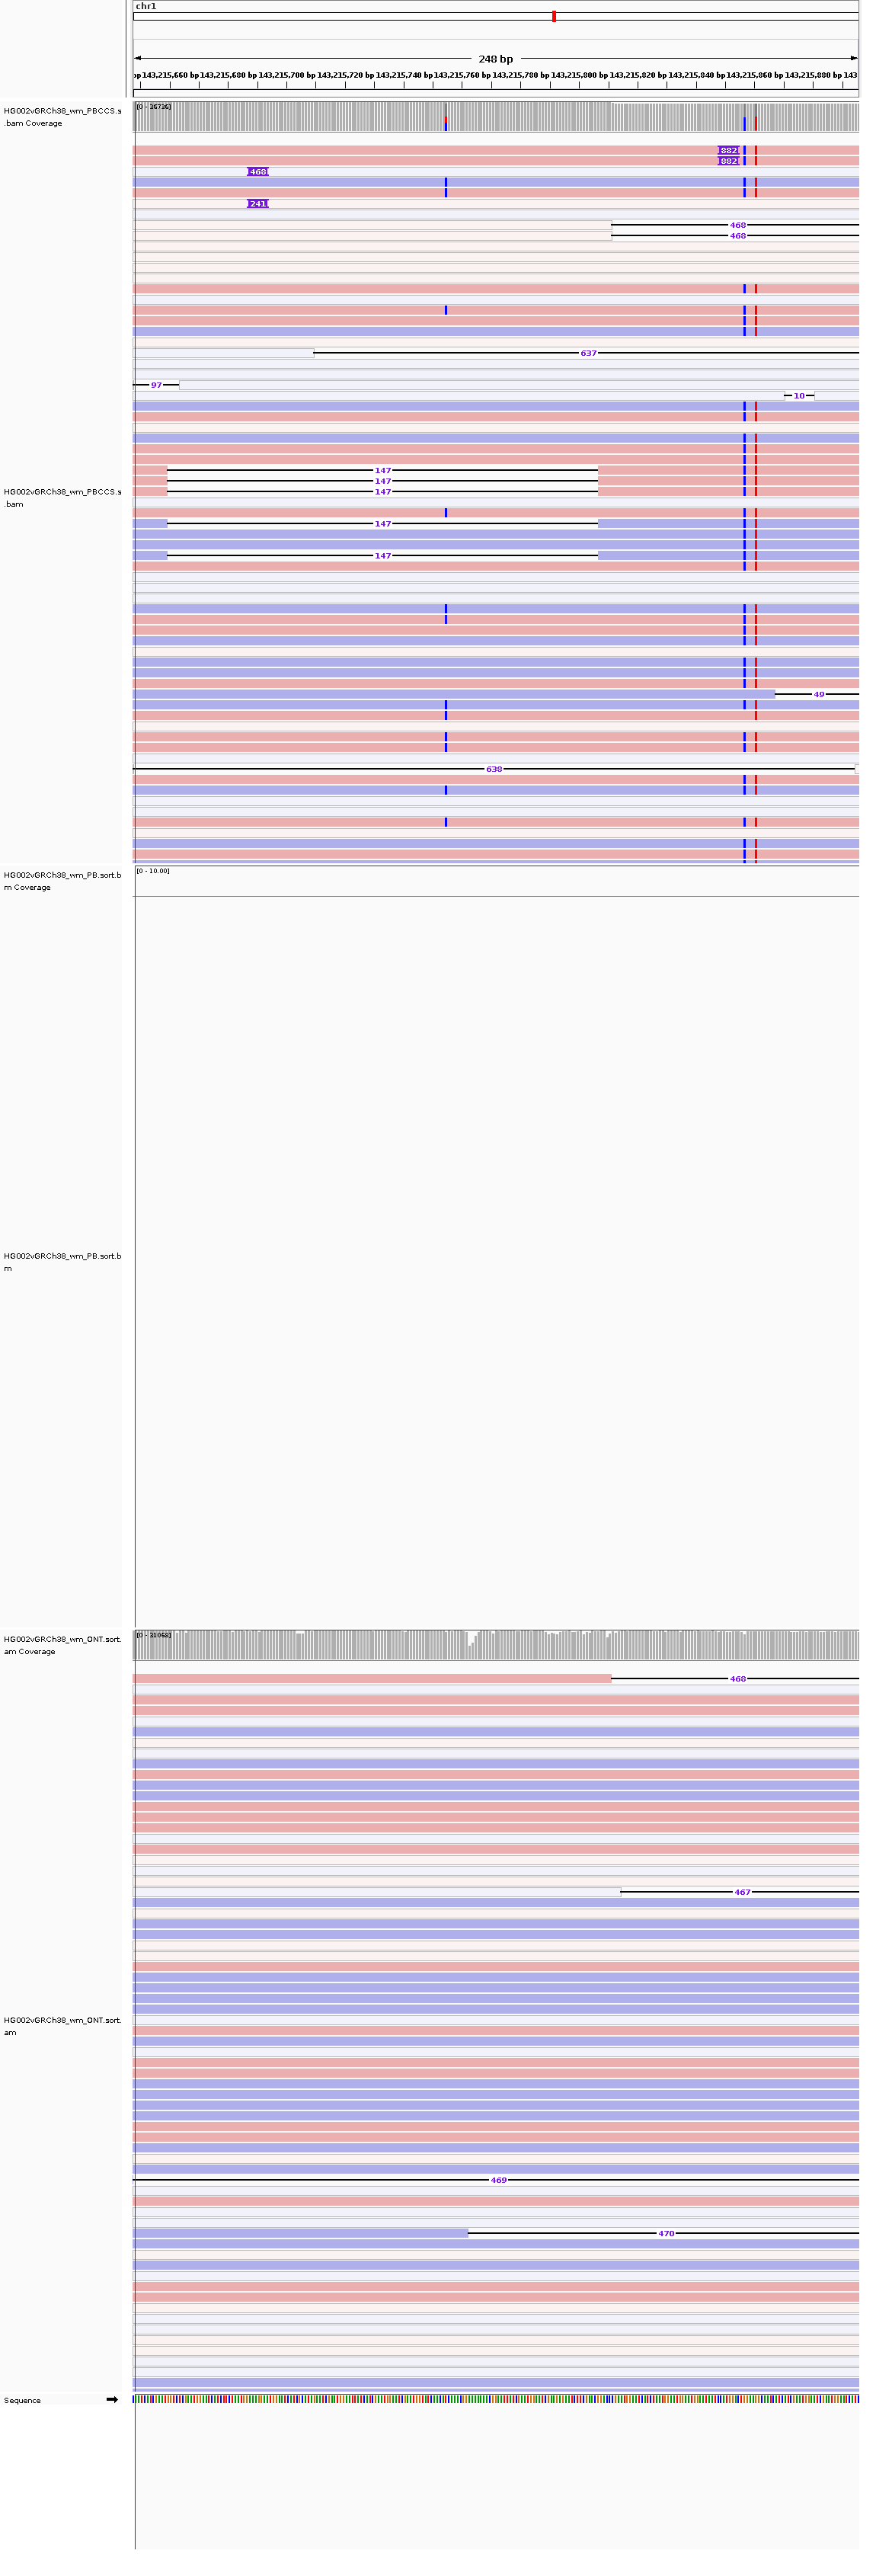 chr1
248 bp
bp 143,215,660 bp 143,215,680 bp 143,215,700 bp 143,215,720 bp 143,215,740 bp 143,215,760 bp 143,215,780 bp 143,215,800 bp 143,215,820 bp 143,215,840 bp 143,215,860 bp 143,215,880 bp 143
HG002vGRCh38_wm_PBCCS.s
.bam Coverage
[0 - 36736]
882
882
468
241
468
468
637
97
10
147
147
147
HG002vGRCh38_wm_PBCCS.s
.bam
147
147
49
638
HG002vGRCh38_wm_PB.sort.b
m Coverage
[0 - 10.00]
HG002vGRCh38_wm_PB.sort.b
m
HG002vGRCh38_wm_ONT.sort.
am Coverage
468
467
HG002vGRCh38_wm_ONT.sort.
am
469
470
Sequence